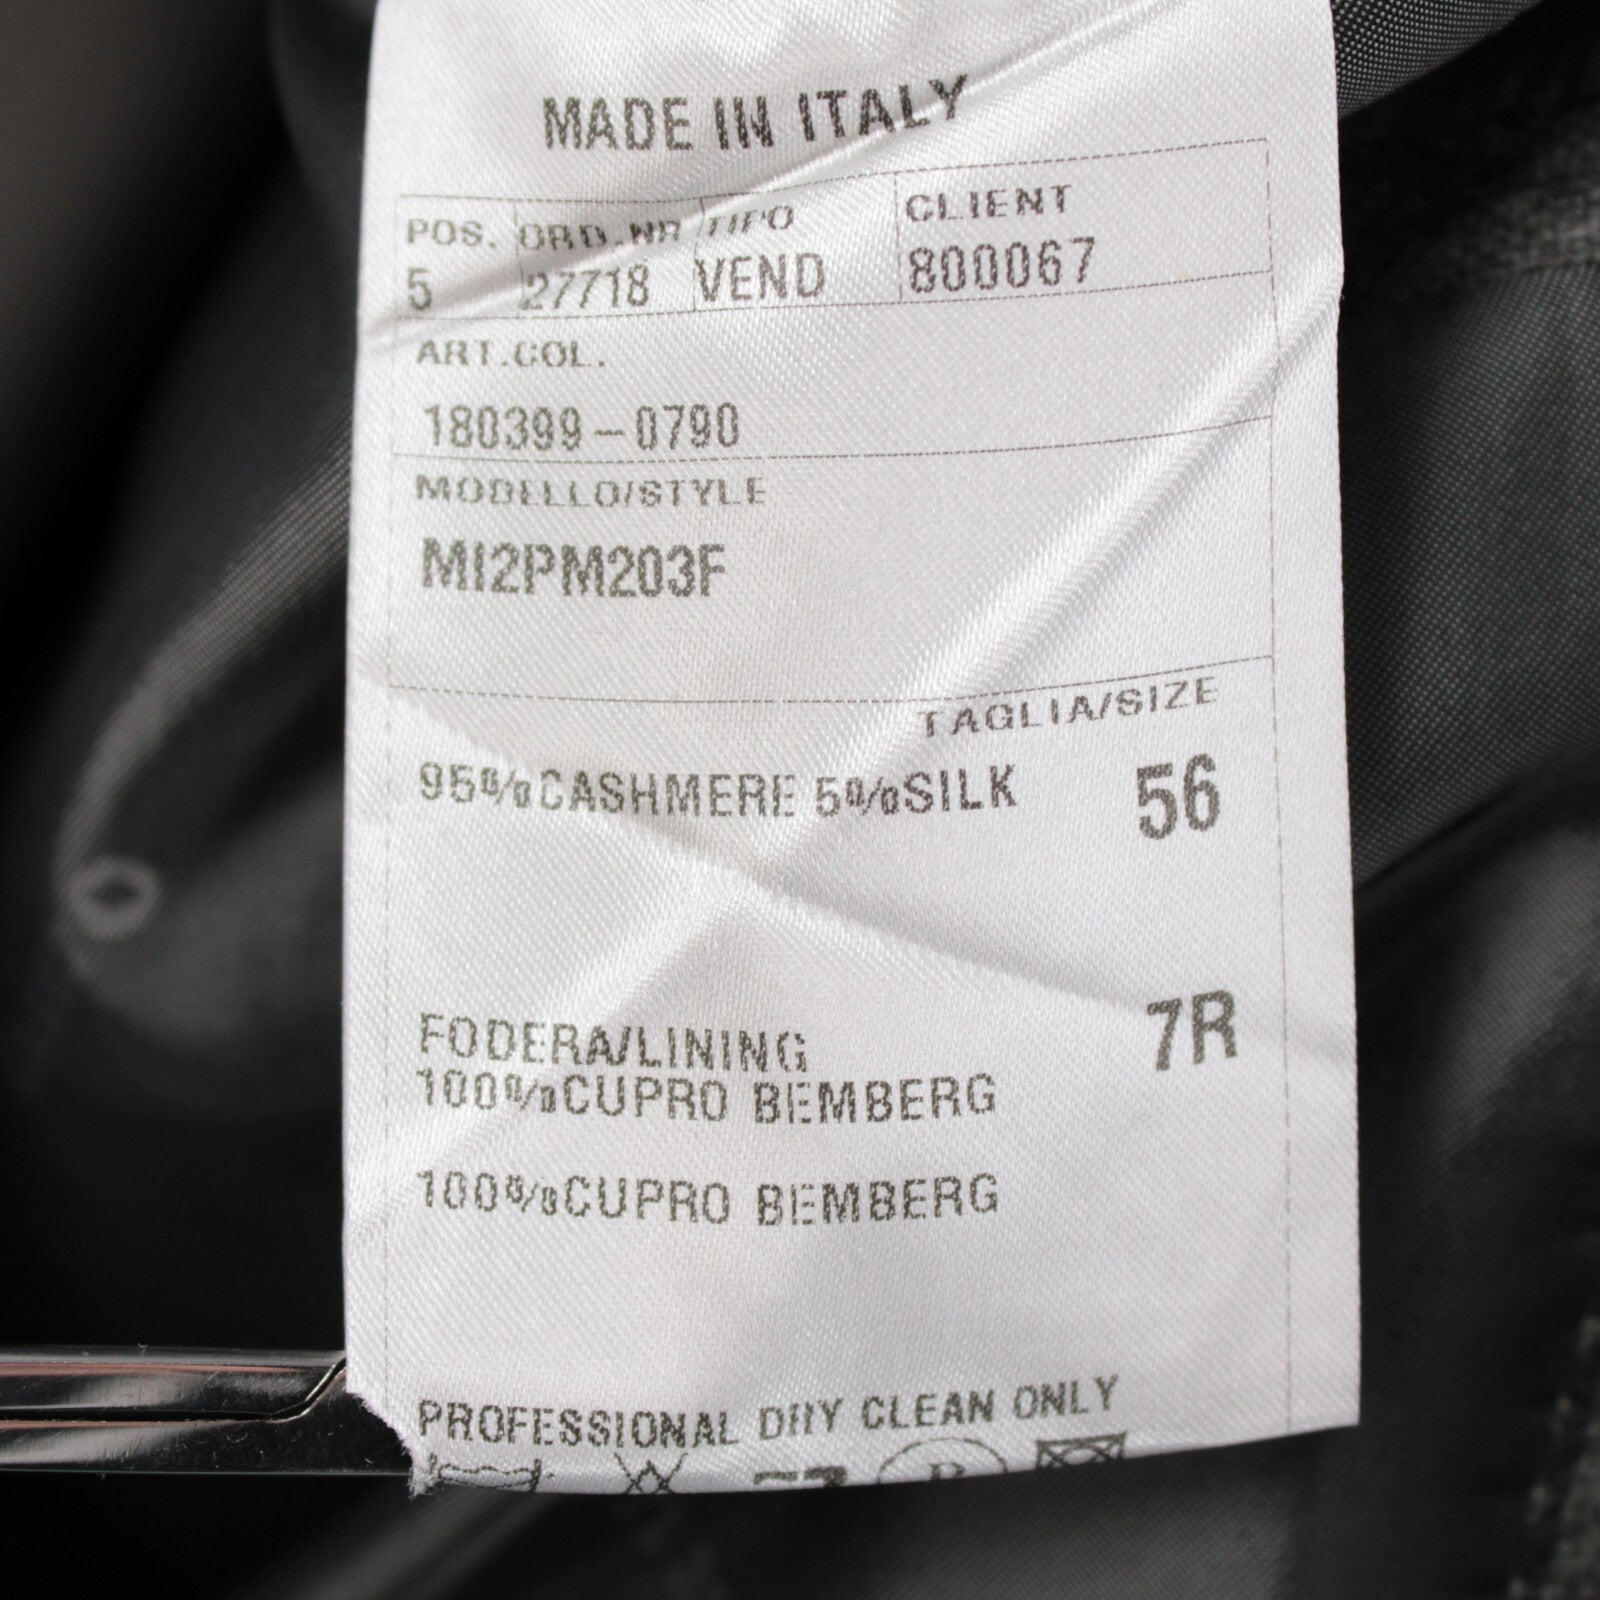 MADE IN ITALY
POS. ORD.NR TIPO CLIENT
5 27718 VEND 800067
ART.COL.
180399-0790
MODELLO/STYLE
MI2PM203F
TAGLIA/SIZE
95%CASHMERE 5%SILK 56
7R
FODERA/LINING
100%CUPRO BEMBERG
100%CUPRO BEMBERG
PROFESSIONAL DRY CLEAN ONLY
P